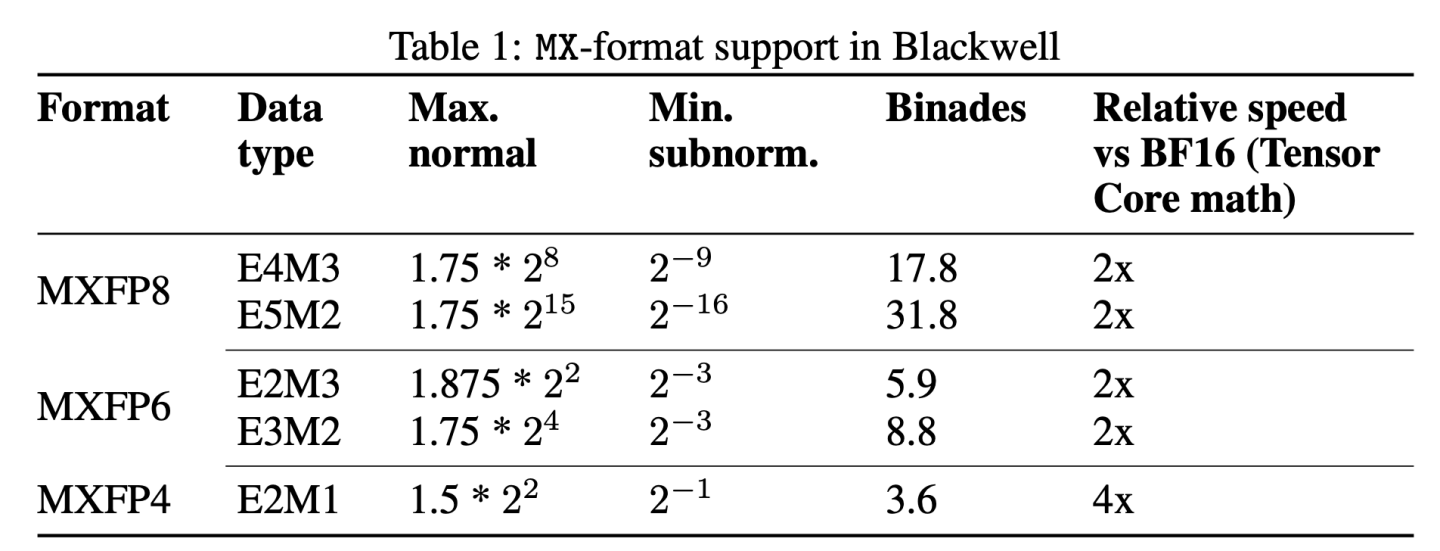 Table 1: MX-format support in Blackwell
Format Data type Max. normal Min. subnorm. Binades Relative speed vs BF16 (Tensor Core math)
MXFP8 E4M3 1.75 * 2^8 2^−9 17.8 2x
E5M2 1.75 * 2^15 2^−16 31.8 2x
MXFP6 E2M3 1.875 * 2^2 2^−3 5.9 2x
E3M2 1.75 * 2^4 2^−3 8.8 2x
MXFP4 E2M1 1.5 * 2^2 2^−1 3.6 4x